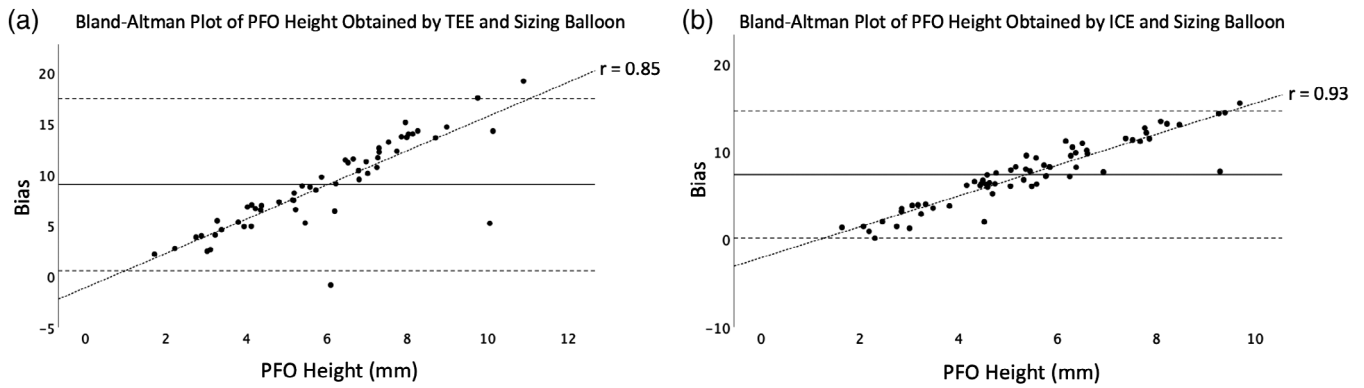 (a) Bland-Altman Plot of PFO Height Obtained by TEE and Sizing Balloon
20
15
10
5
0
−5
Bias
r = 0.85
0 2 4 6 8 10 12
PFO Height (mm)
(b) Bland-Altman Plot of PFO Height Obtained by ICE and Sizing Balloon
20
10
0
−10
Bias
r = 0.93
0 2 4 6 8 10
PFO Height (mm)